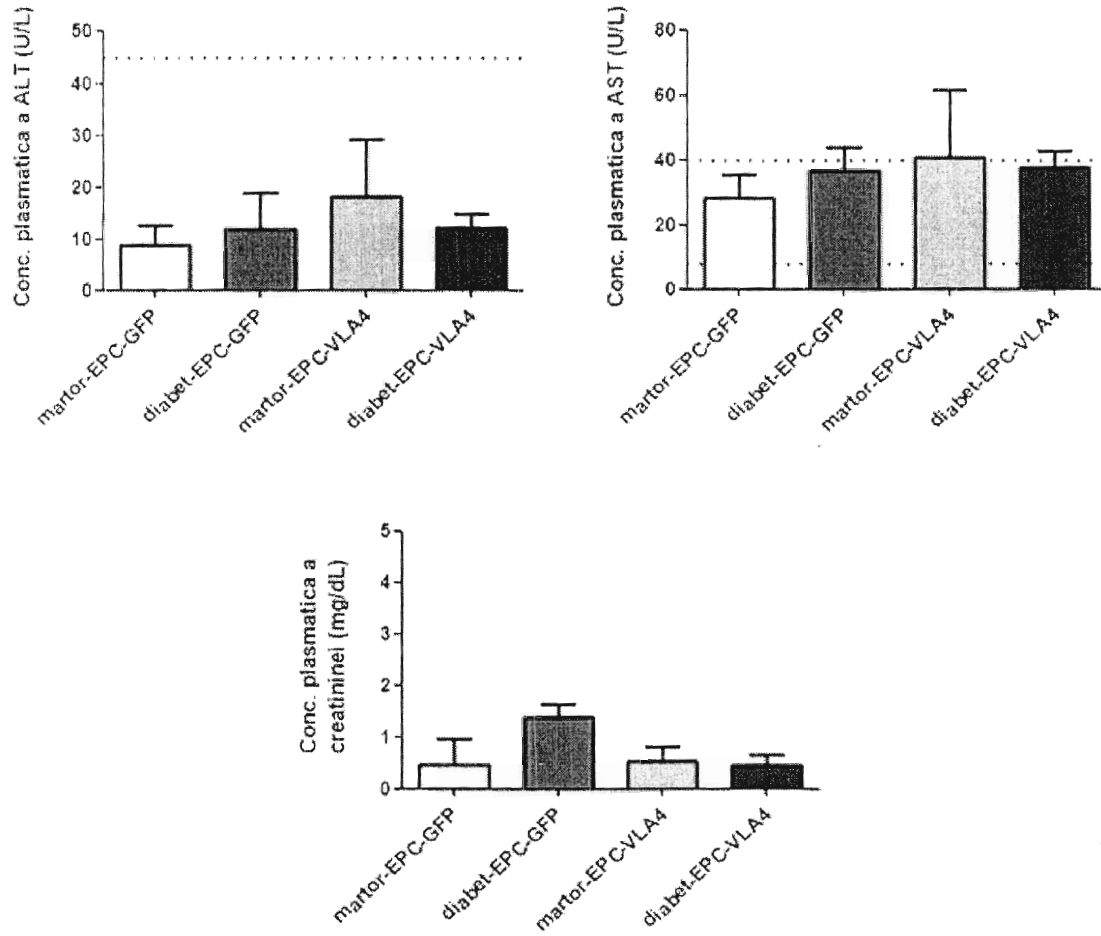 Conc. plasmatica a ALT (U/L)
50
40
30
20
10
0
martor-EPC-GFP
diabet-EPC-GFP
martor-EPC-VLA4
diabet-EPC-VLA4
Conc. plasmatica a AST (U/L)
80
60
40
20
0
martor-EPC-GFP
diabet-EPC-GFP
martor-EPC-VLA4
diabet-EPC-VLA4
Conc. plasmatica a
creatininei (mg/dL)
5
4
3
2
1
0
martor-EPC-GFP
diabet-EPC-GFP
martor-EPC-VLA4
diabet-EPC-VLA4